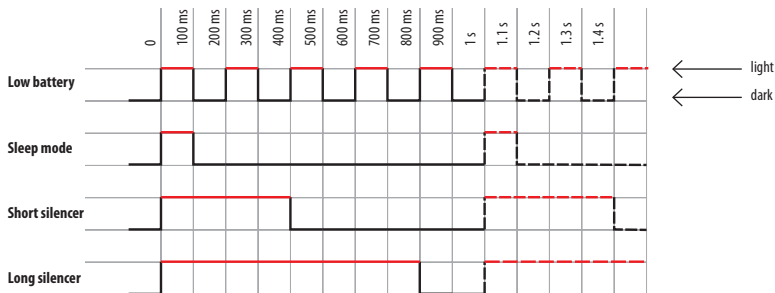 0 100 ms 200 ms 300 ms 400 ms 500 ms 600 ms 700 ms 800 ms 900 ms 1 s 1.1 s 1.2 s 1.3 s 1.4 s
Low battery
light
dark
Sleep mode
Short silencer
Long silencer